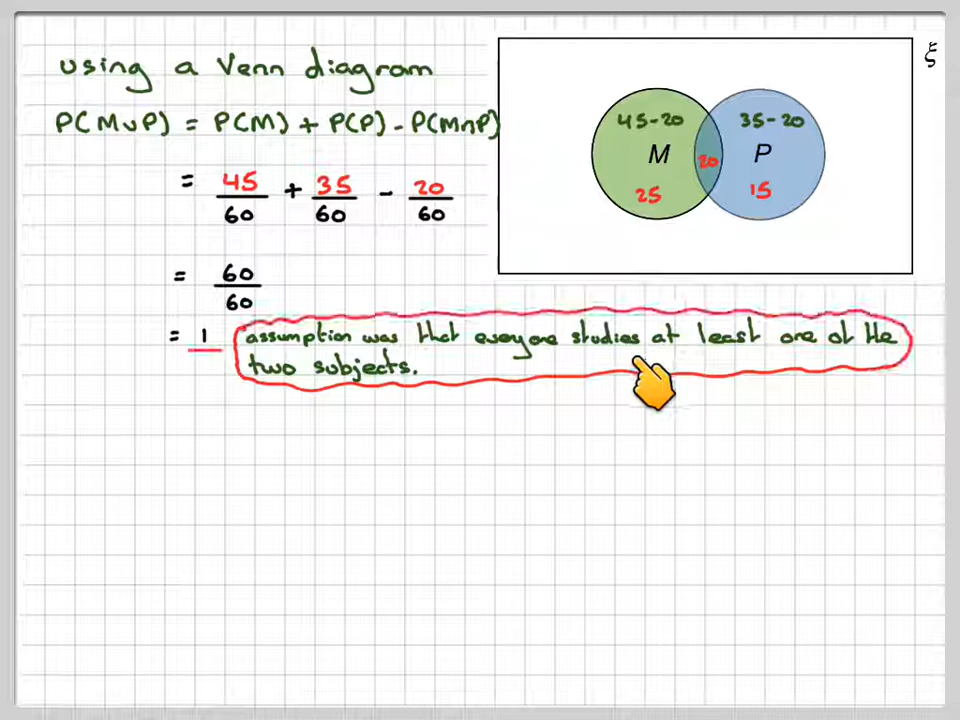 using a Venn diagram
P(M∪P) = P(M) + P(P) - P(M∩P)
= 45/60 + 35/60 - 20/60
= 60/60
= 1 assumption was that everyone studies at least one of the
two subjects.
ξ
45-20 35-20
M 20 P
25 15